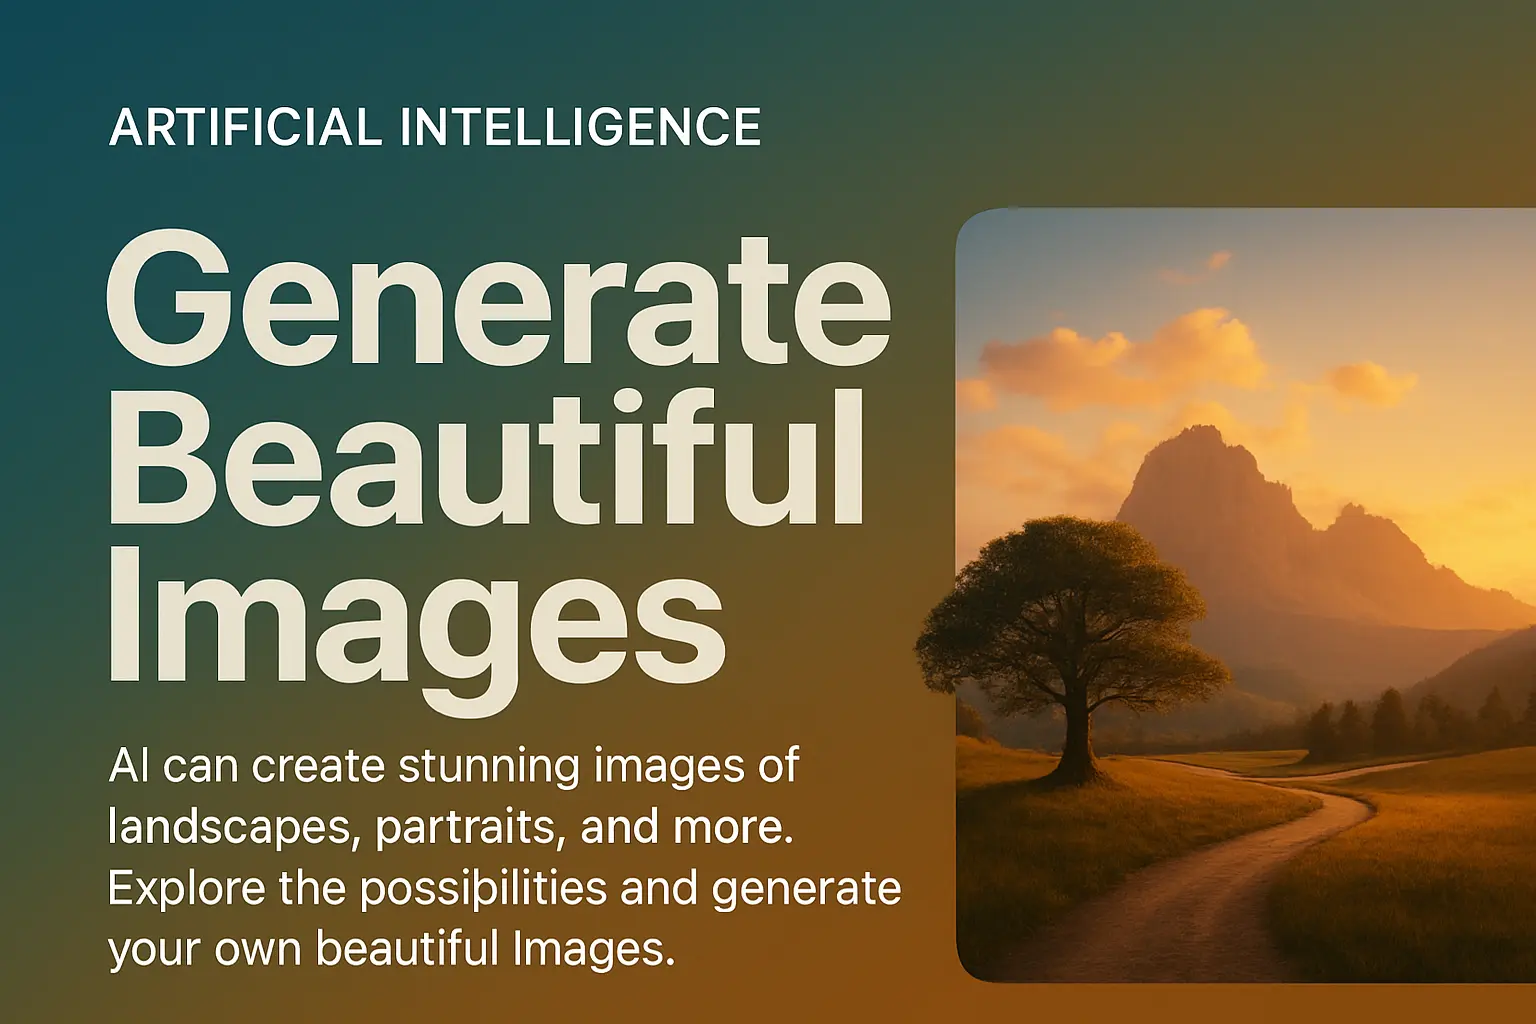 ARTIFICIAL INTELLIGENCE
Generate
Beautiful
Images
AI can create stunning images of
landscapes, partraits, and more.
Explore the possiþilities and generate
your own beautiful Images.